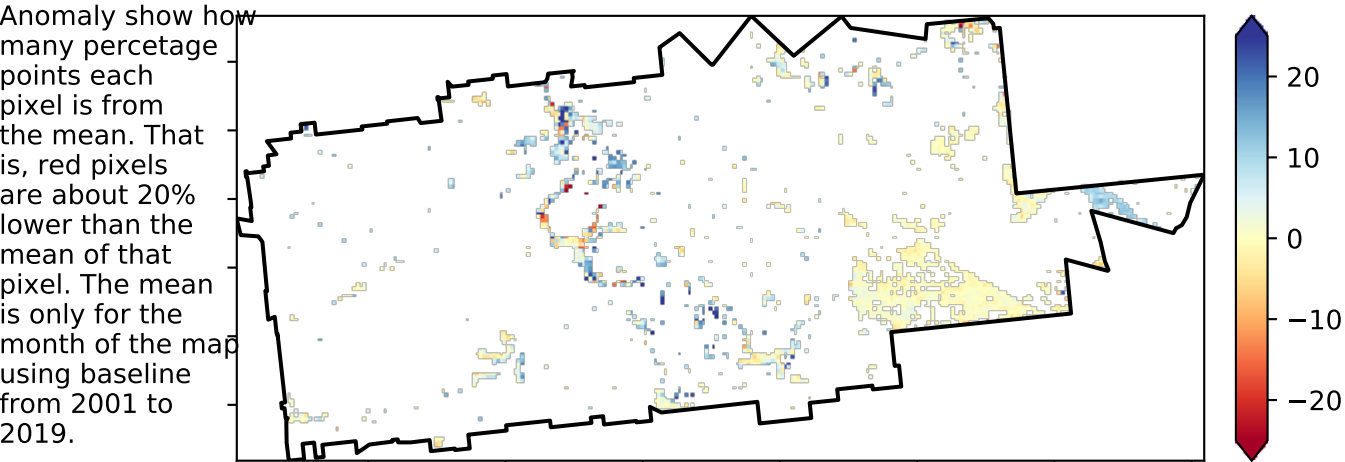 Anomaly show how
many percetage
points each
pixel is from
the mean. That
is, red pixels
are about 20%
lower than the
mean of that
pixel. The mean
is only for the
month of the map
using baseline
from 2001 to
2019.
20
10
0
−10
−20